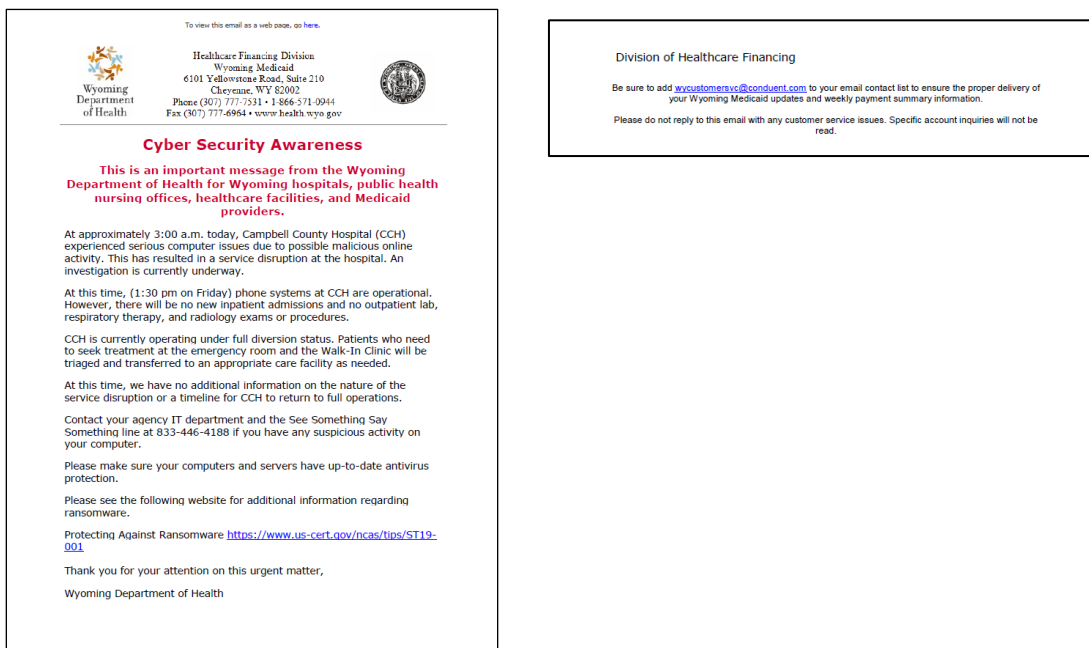 To view this email as a web page, go here.
Wyoming
Department
of Health
Healthcare Financing Division
Wyoming Medicaid
6101 Yellowstone Road, Suite 210
Cheyenne, WY 82002
Phone (307) 777-7531 • 1-866-571-0944
Fax (307) 777-6964 • www.health.wyo.gov
Cyber Security Awareness
This is an important message from the Wyoming
Department of Health for Wyoming hospitals, public health
nursing offices, healthcare facilities, and Medicaid
providers.
At approximately 3:00 a.m. today, Campbell County Hospital (CCH)
experienced serious computer issues due to possible malicious online
activity. This has resulted in a service disruption at the hospital. An
investigation is currently underway.
At this time, (1:30 pm on Friday) phone systems at CCH are operational.
However, there will be no new inpatient admissions and no outpatient lab,
respiratory therapy, and radiology exams or procedures.
CCH is currently operating under full diversion status. Patients who need
to seek treatment at the emergency room and the Walk-In Clinic will be
triaged and transferred to an appropriate care facility as needed.
At this time, we have no additional information on the nature of the
service disruption or a timeline for CCH to return to full operations.
Contact your agency IT department and the See Something Say
Something line at 833-446-4188 if you have any suspicious activity on
your computer.
Please make sure your computers and servers have up-to-date antivirus
protection.
Please see the following website for additional information regarding
ransomware.
Protecting Against Ransomware https://www.us-cert.gov/ncas/tips/ST19-
001
Thank you for your attention on this urgent matter,
Wyoming Department of Health
Division of Healthcare Financing
Be sure to add wycustomersvc@conduent.com to your email contact list to ensure the proper delivery of
your Wyoming Medicaid updates and weekly payment summary information.
Please do not reply to this email with any customer service issues. Specific account inquiries will not be
read.